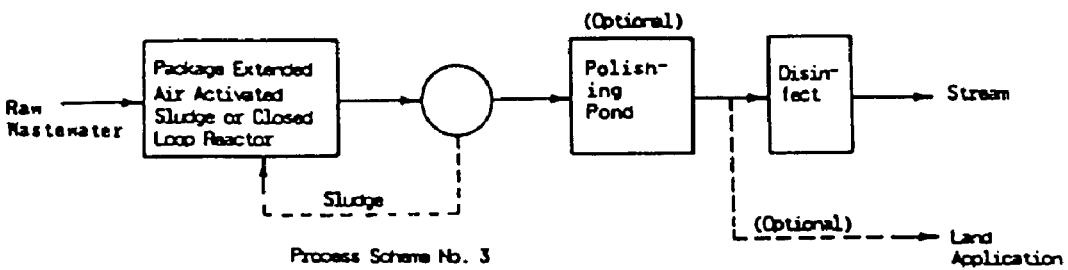 (Optional)
Raw
Wastewater
Package Extended
Air Activated
Sludge or Closed
Loop Reactor
Polish-
ing
Pond
Disin-
fect
Stream
Sludge
(Optional)
Land
Application
Process Scheme No. 3